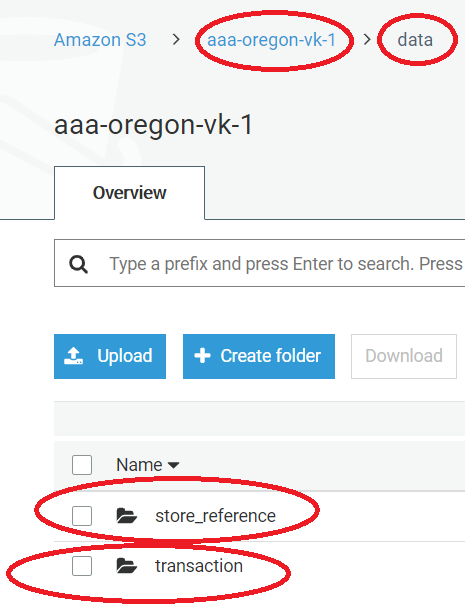 Amazon S3 > aaa-oregon-vk-1 > data
aaa-oregon-vk-1
Overview
Type a prefix and press Enter to search. Press
Upload Create folder Download
Name
store_reference
transaction